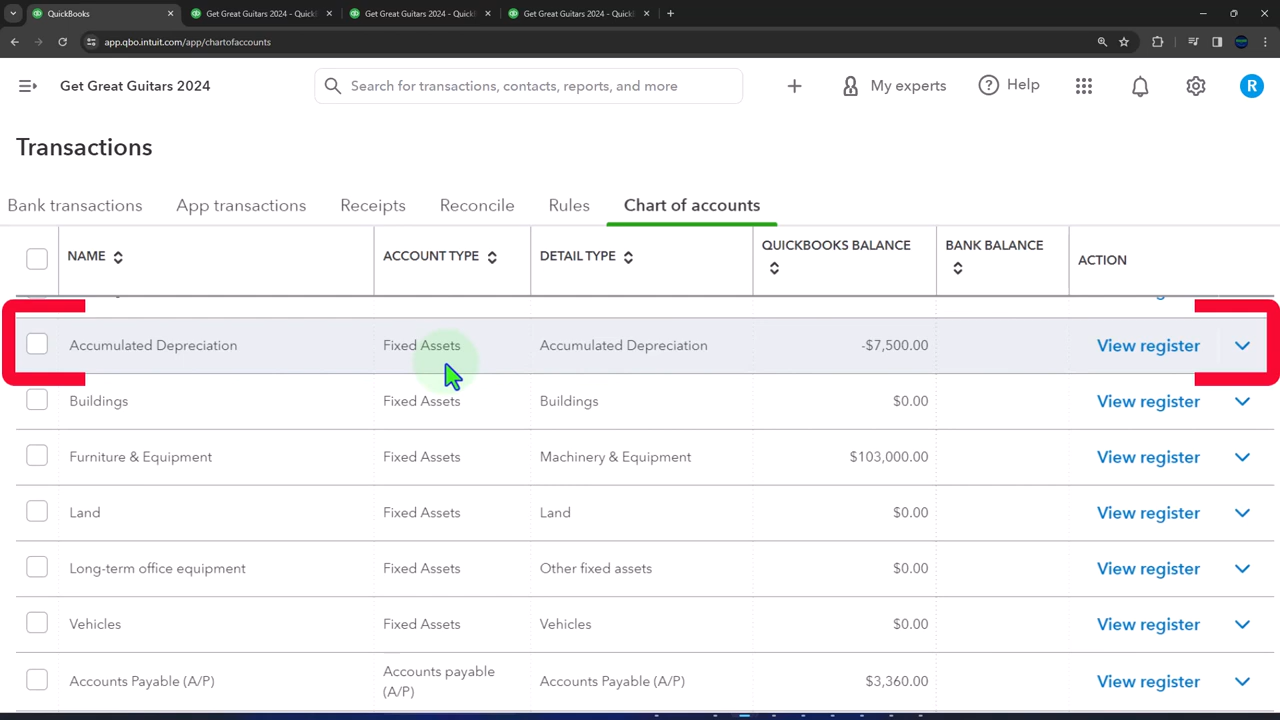 QuickBooks
Get Great Guitars 2024 - QuickB
Get Great Guitars 2024 - QuickB
Get Great Guitars 2024 - QuickB
app.qbo.intuit.com/app/chartofaccounts
Get Great Guitars 2024
Search for transactions, contacts, reports, and more
My experts
Help
R
Transactions
Bank transactions
App transactions
Receipts
Reconcile
Rules
Chart of accounts
NAME
ACCOUNT TYPE
DETAIL TYPE
QUICKBOOKS BALANCE
BANK BALANCE
ACTION
Accumulated Depreciation Fixed Assets Accumulated Depreciation -$7,500.00 View register
Buildings Fixed Assets Buildings $0.00 View register
Furniture & Equipment Fixed Assets Machinery & Equipment $103,000.00 View register
Land Fixed Assets Land $0.00 View register
Long-term office equipment Fixed Assets Other fixed assets $0.00 View register
Vehicles Fixed Assets Vehicles $0.00 View register
Accounts Payable (A/P) Accounts payable (A/P) Accounts Payable (A/P) $3,360.00 View register